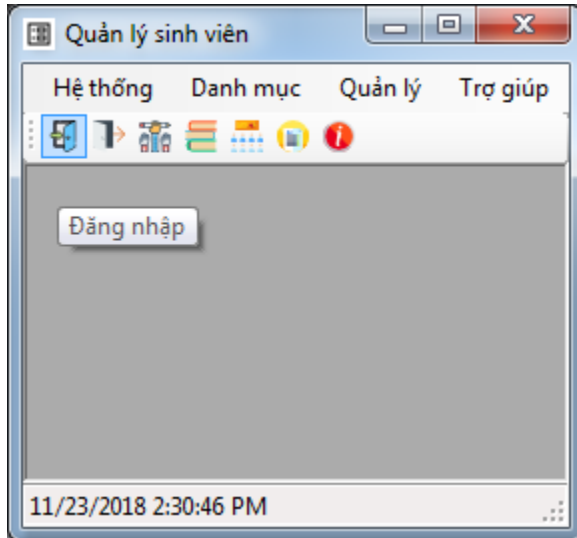 Quản lý sinh viên
Hệ thống Danh mục Quản lý Trợ giúp
Đăng nhập
11/23/2018 2:30:46 PM